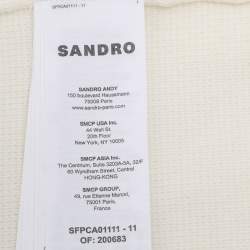 SFPCA01111 - 11
SANDRO
SANDRO ANDY
150 boulevard Haussmann
75008 Paris
www.sandro-paris.com
SMCP USA Inc.
44 Wall St.
20th Floor
New York, NY 10005
SMCP ASIA Inc.
The Centrium, Suite 3203A-5A, 32/F
60 Wyndham Street, Central
HONG-KONG
SMCP GROUP,
49, rue Etienne Marcel,
75001 Paris,
France
SFPCA01111 - 11
OF: 200683